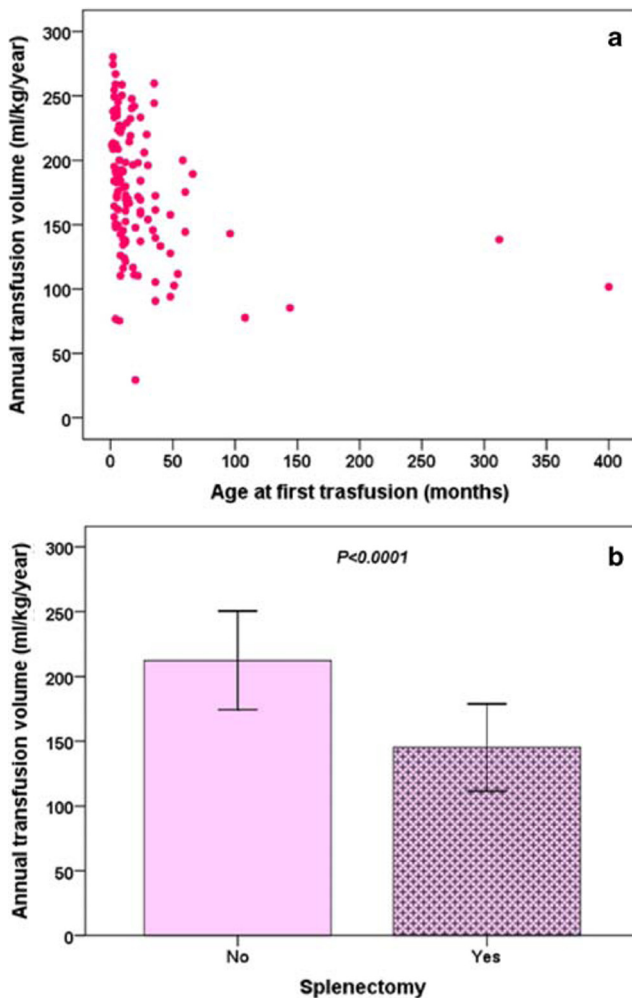 a
300
250
200
150
100
50
0
Annual transfusion volume (ml/kg/year)
0 50 100 150 200 250 300 350 400
Age at first trasfusion (months)
b
P<0.0001
300
250
200
150
100
50
0
Annual transfusion volume (ml/kg/year)
No Yes
Splenectomy